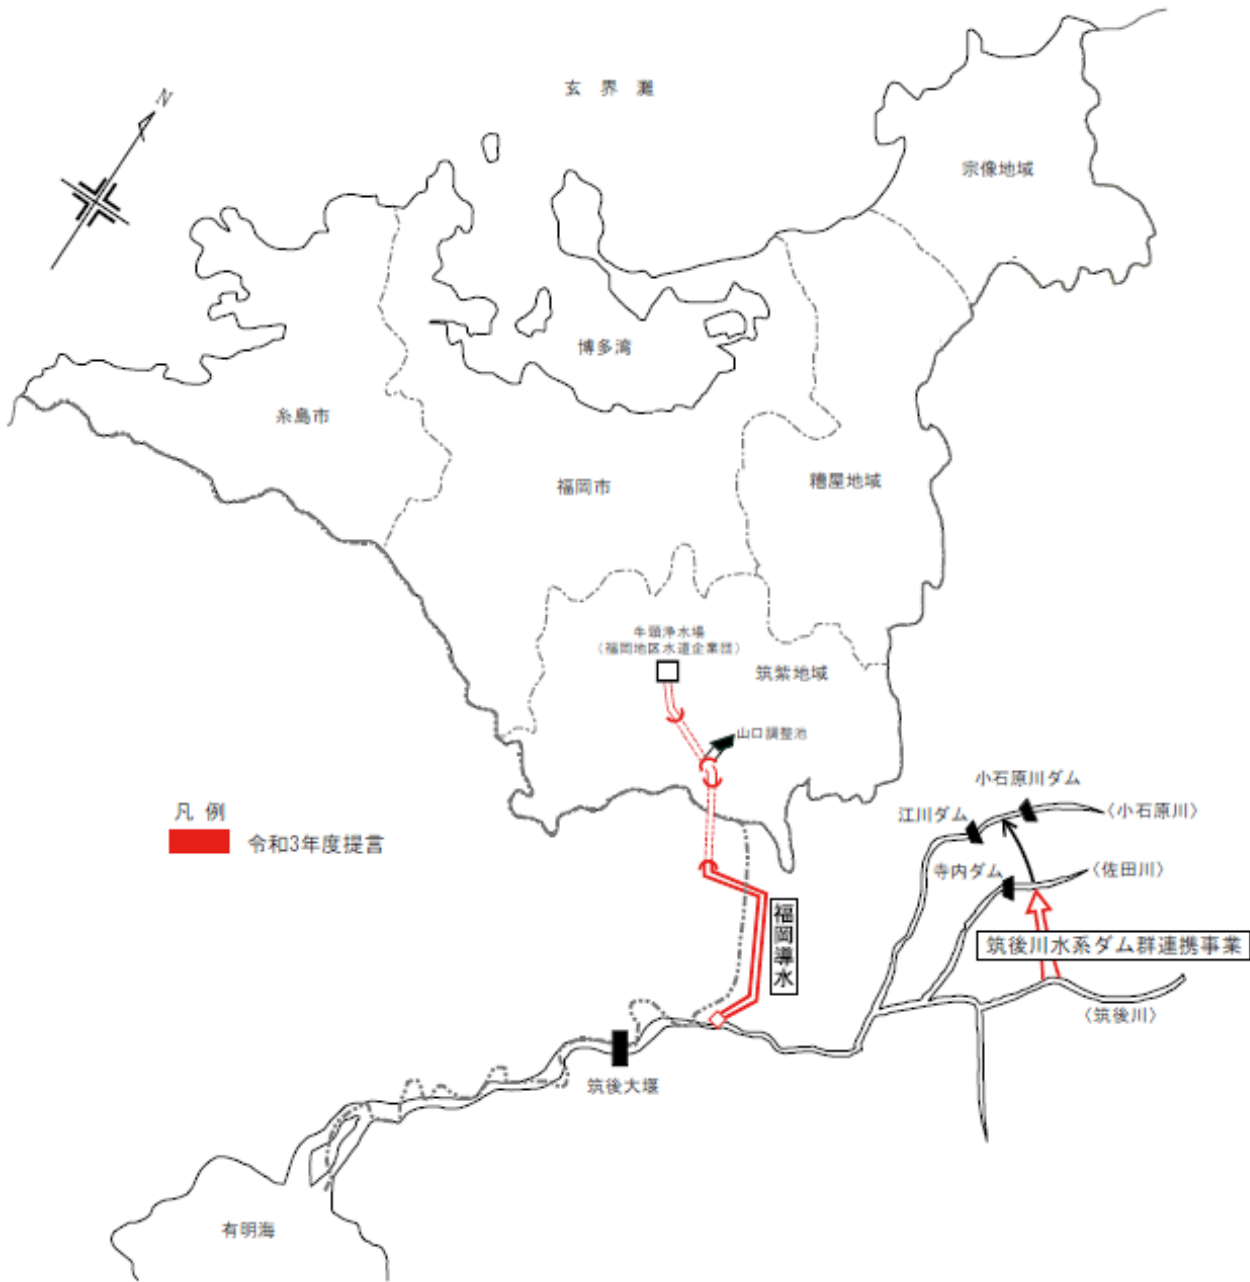 玄界灘
N
宗像地域
博多湾
糸島市
福岡市
糟屋地域
牛頸浄水場
（福岡地区水道企業団）
筑紫地域
山口調整池
小石原川ダム
江川ダム
〈小石原川〉
凡例
令和3年度提言
寺内ダム
〈佐田川〉
福岡導水
筑後川水系ダム群連携事業
〈筑後川〉
筑後大堰
有明海